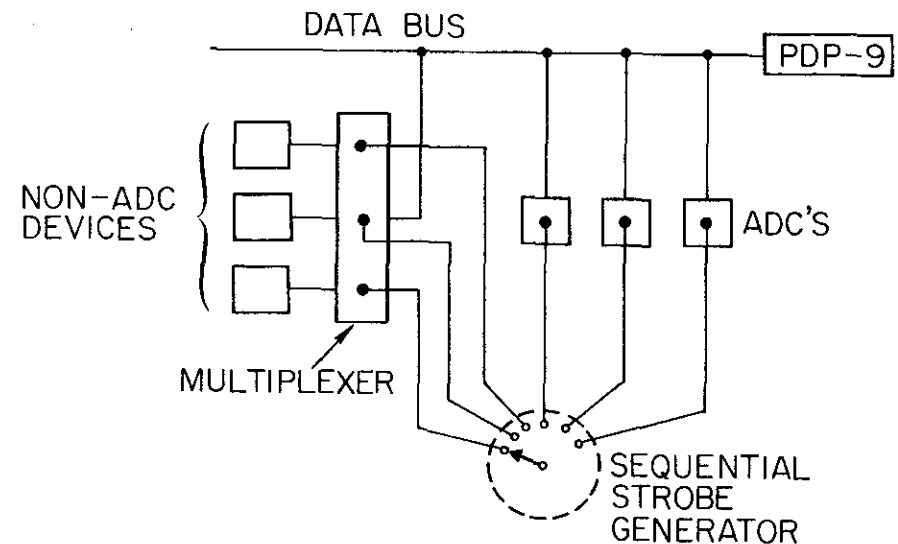 DATA BUS
PDP-9
NON-ADC
DEVICES
ADC'S
MULTIPLEXER
SEQUENTIAL
STROBE
GENERATOR